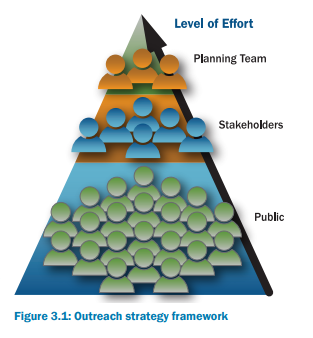 Level of Effort
Planning Team
Stakeholders
Public
Figure 3.1: Outreach strategy framework